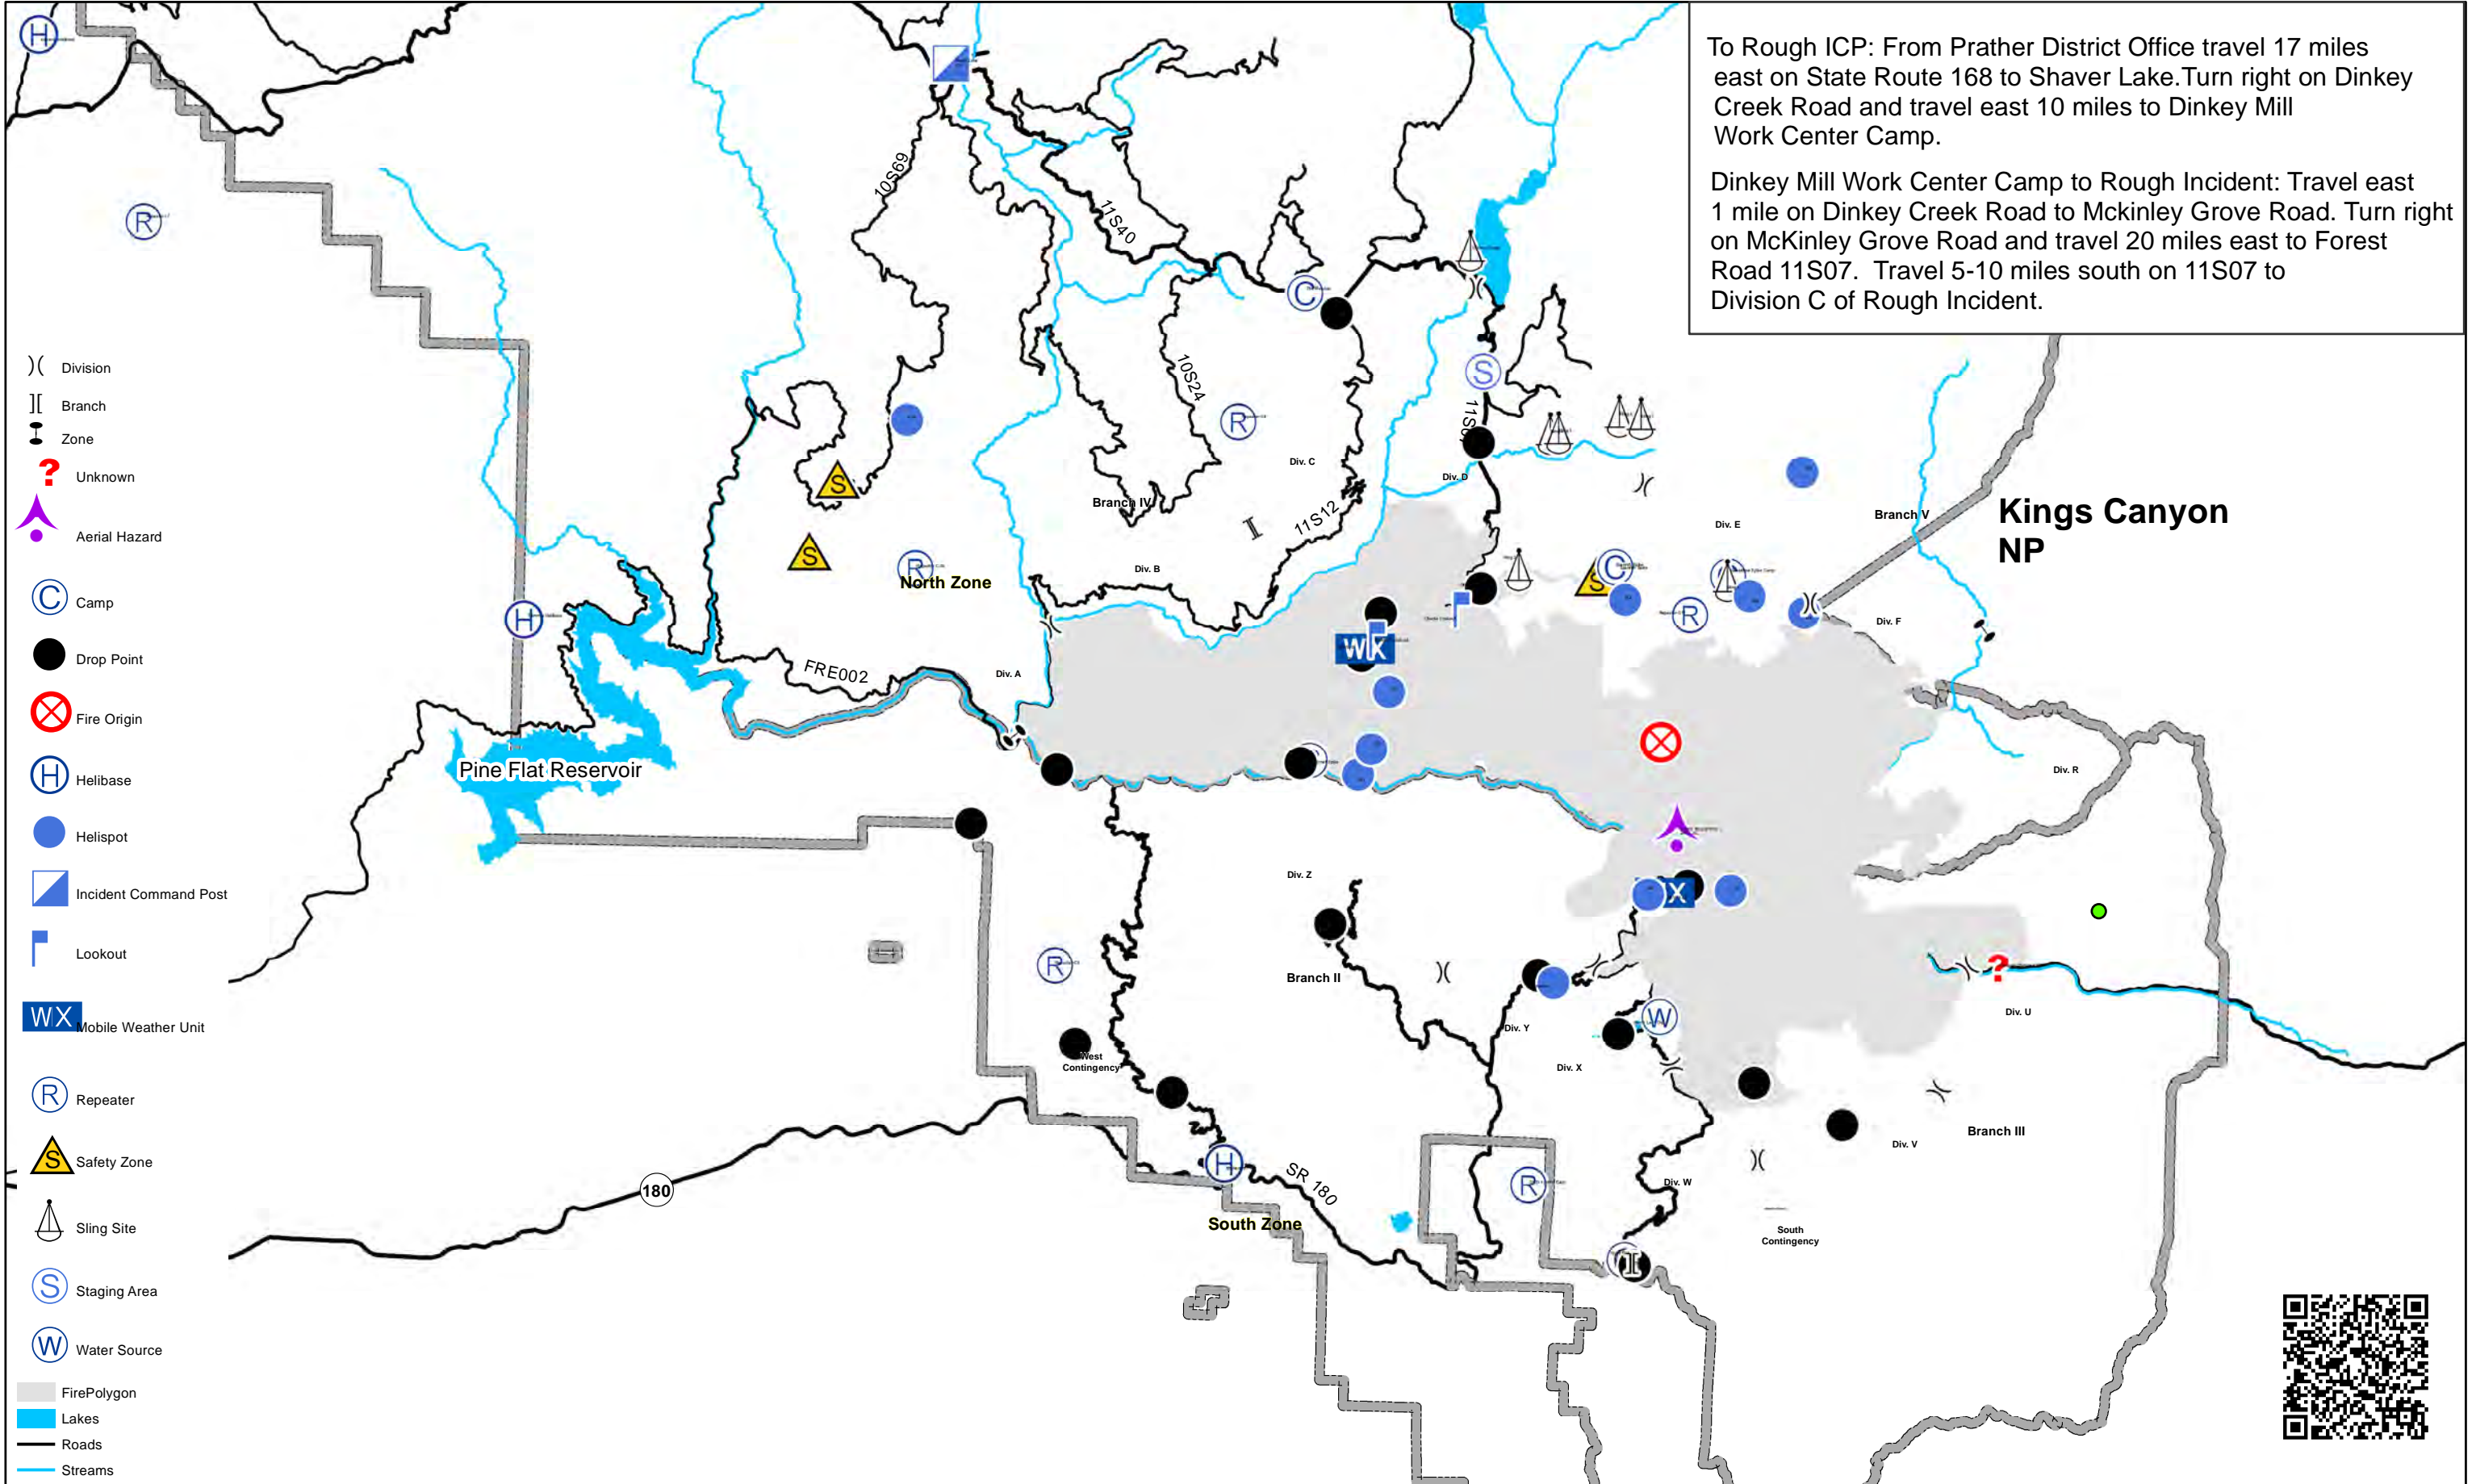 To Rough ICP: From Prather District Office travel 17 miles
east on State Route 168 to Shaver Lake.Turn right on Dinkey
Creek Road and travel east 10 miles to Dinkey Mill
Work Center Camp.
Dinkey Mill Work Center Camp to Rough Incident: Travel east
1 mile on Dinkey Creek Road to Mckinley Grove Road. Turn right
on McKinley Grove Road and travel 20 miles east to Forest
Road 11S07.  Travel 5-10 miles south on 11S07 to
Division C of Rough Incident.
H
R
10S69
11S40
C
S
10S24
R
Div. C
Div. D
S
Branch IV
11S12
Div. E
Branch V
Kings Canyon
NP
S
R
North Zone
Div. B
S
C
R
Div. F
H
FRE002
Div. A
WX
Pine Flat Reservoir
Div. R
Div. Z
X
R
Branch II
?
Div. Y
W
Div. U
West
Contingency
Div. X
Branch III
Div. V
H
SR 180
180
R
Div. W
South Zone
South
Contingency
)( Division
][ Branch
Zone
? Unknown
Aerial Hazard
C Camp
Drop Point
Fire Origin
H Helibase
Helispot
Incident Command Post
Lookout
WX Mobile Weather Unit
R Repeater
S Safety Zone
Sling Site
S Staging Area
W Water Source
FirePolygon
Lakes
Roads
Streams